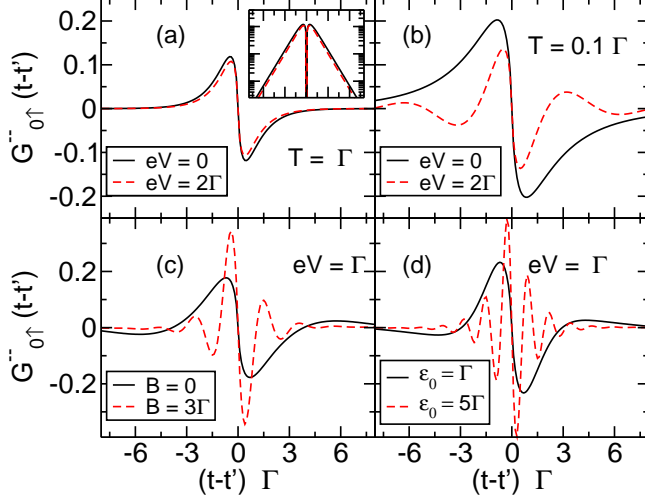 (a)
(b)
0.2
0.1
0
-0.1
-0.2
G⁻⁻₀↑ (t-t')
T = Γ
T = 0.1 Γ
eV = 0
eV = 2Γ
eV = 0
eV = 2Γ
(c)
eV = Γ
(d)
eV = Γ
0.2
0
-0.2
G⁻⁻₀↑ (t-t')
B = 0
B = 3Γ
ε₀ = Γ
ε₀ = 5Γ
-6 -3 0 3 6
-6 -3 0 3 6
(t-t') Γ
(t-t') Γ